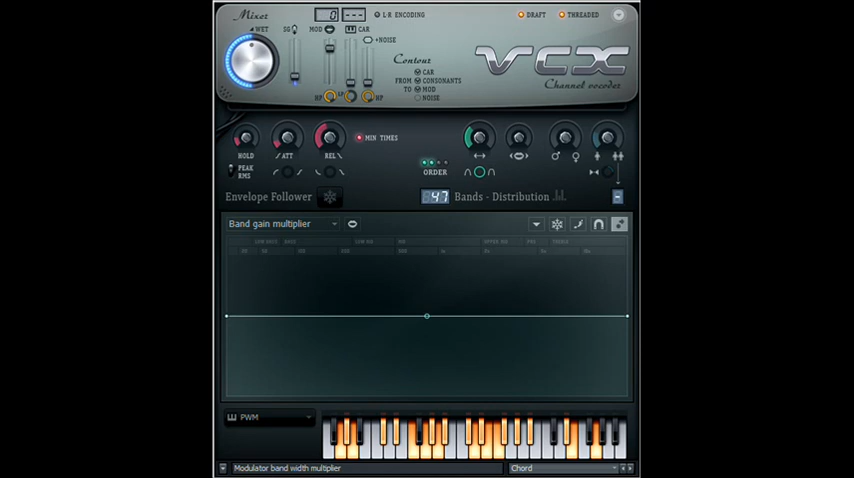 Mixer
0 --- L-R ENCODING
DRAFT THREADED
WET SG MOD CAR
+NOISE
Contour
CAR
FROM CONSONANTS
TO MOD
NOISE
HP LP HP
VCX
Channel vocoder
HOLD ATT REL MIN TIMES
PEAK
RMS
ORDER
Envelope Follower
47 Bands - Distribution
Band gain multiplier
PWM
Modulator band width multiplier
Chord